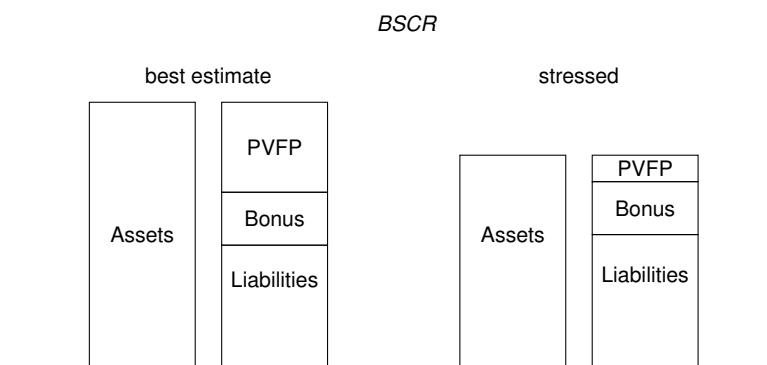 BSCR
best estimate
stressed
Assets
PVFP
Bonus
Liabilities
Assets
PVFP
Bonus
Liabilities